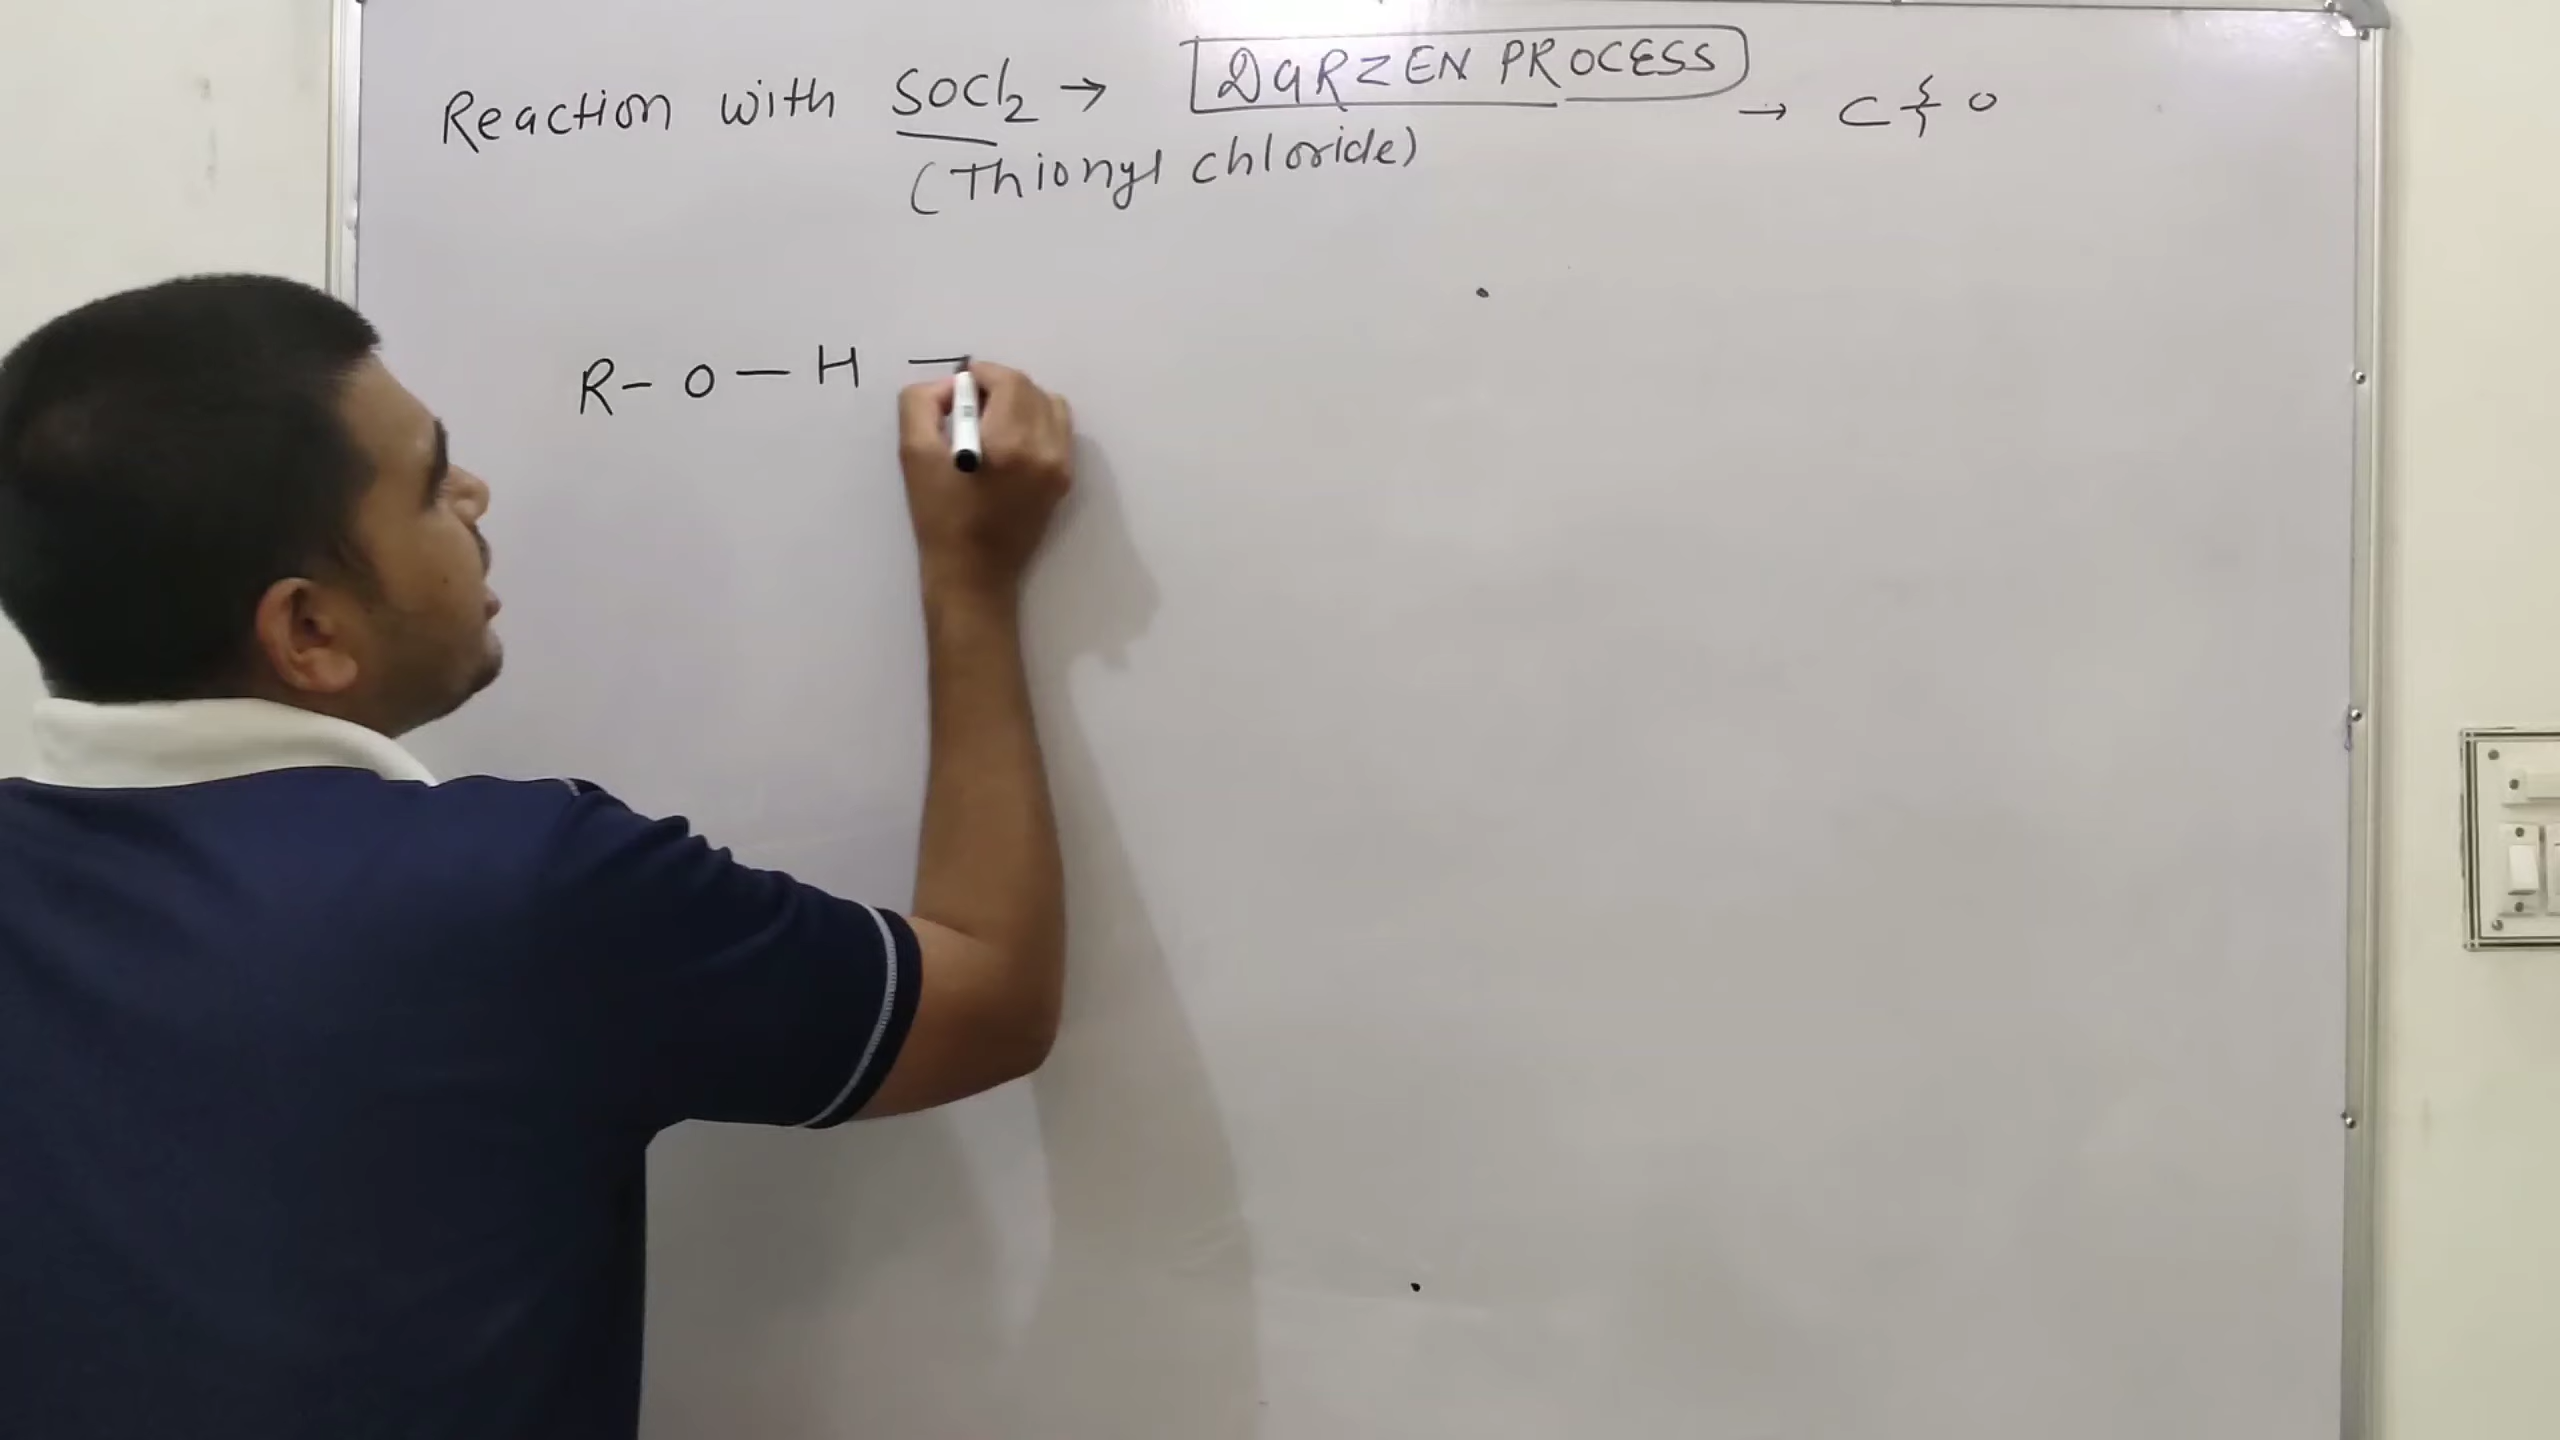 Reaction with SOCl2 → DARZEN PROCESS → C ⸾ O
(Thionyl chloride)
R - O - H —